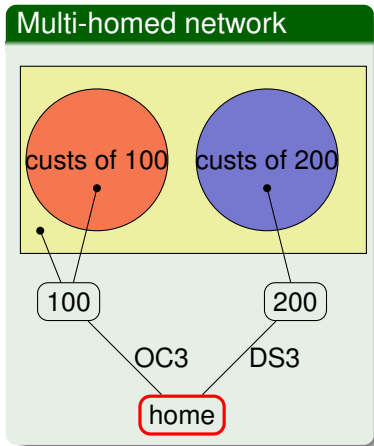 Multi-homed network
custs of 100
custs of 200
100
200
OC3
DS3
home